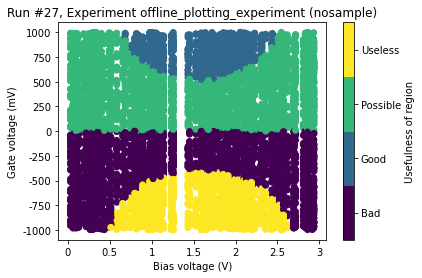 Run #27, Experiment offline_plotting_experiment (nosample)
Gate voltage (mV)
1000
750
500
250
0
-250
-500
-750
-1000
0
0.5
1
1.5
2
2.5
3
Bias voltage (V)
Useless
Possible
Good
Bad
Usefulness of region